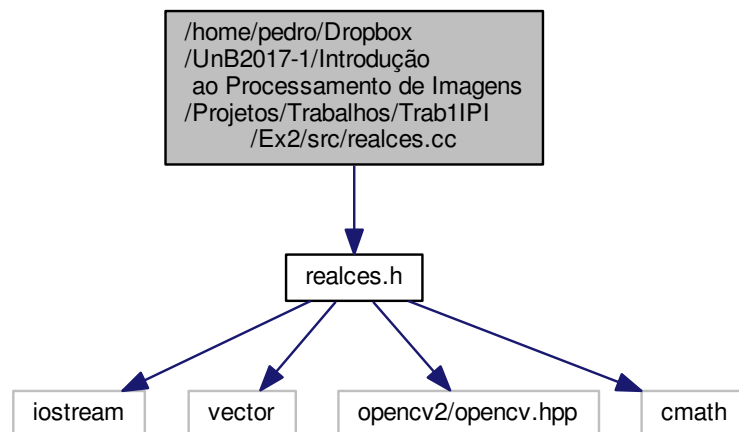 /home/pedro/Dropbox
/UnB2017-1/Introdução
ao Processamento de Imagens
/Projetos/Trabalhos/Trab1IPI
/Ex2/src/realces.cc
realces.h
iostream
vector
opencv2/opencv.hpp
cmath